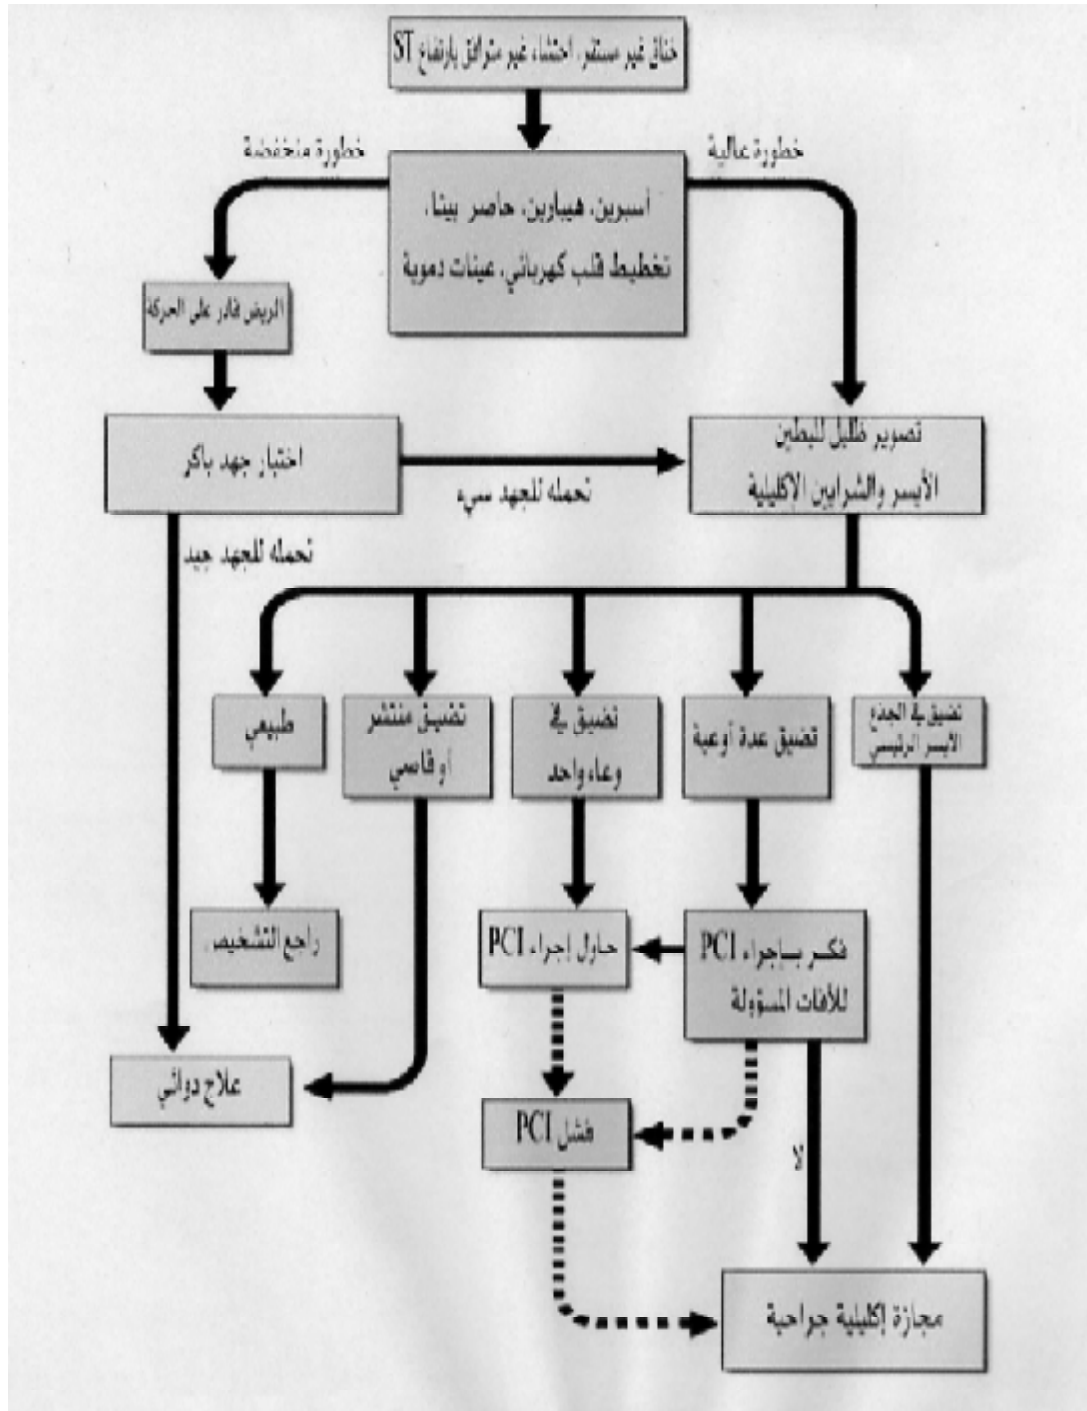 خناق غير مستقر، احتشاء غير مترافق بارتفاع ST
خطورة عالية
خطورة منخفضة
أسبرين، هيبارين، حاصر بيتا،
تخطيط قلب كهربائي، عينات دموية
المريض قادر على الحركة
اختبار جهد باكر
تصوير ظليل للبطين
الأيسر والشرايين الإكليلية
تحمله للجهد سيء
تحمله للجهد جيد
تضيق في الجذع
الأيسر الرئيسي
تضيق عدة أوعية
تضيق في
وعاء واحد
تضيق منتشر
أو قاصي
طبيعي
فكر بإجراء PCI
للآفات المسؤولة
حاول إجراء PCI
راجع التشخيص
علاج دوائي
فشل PCI
لا
مجازة إكليلية جراحية